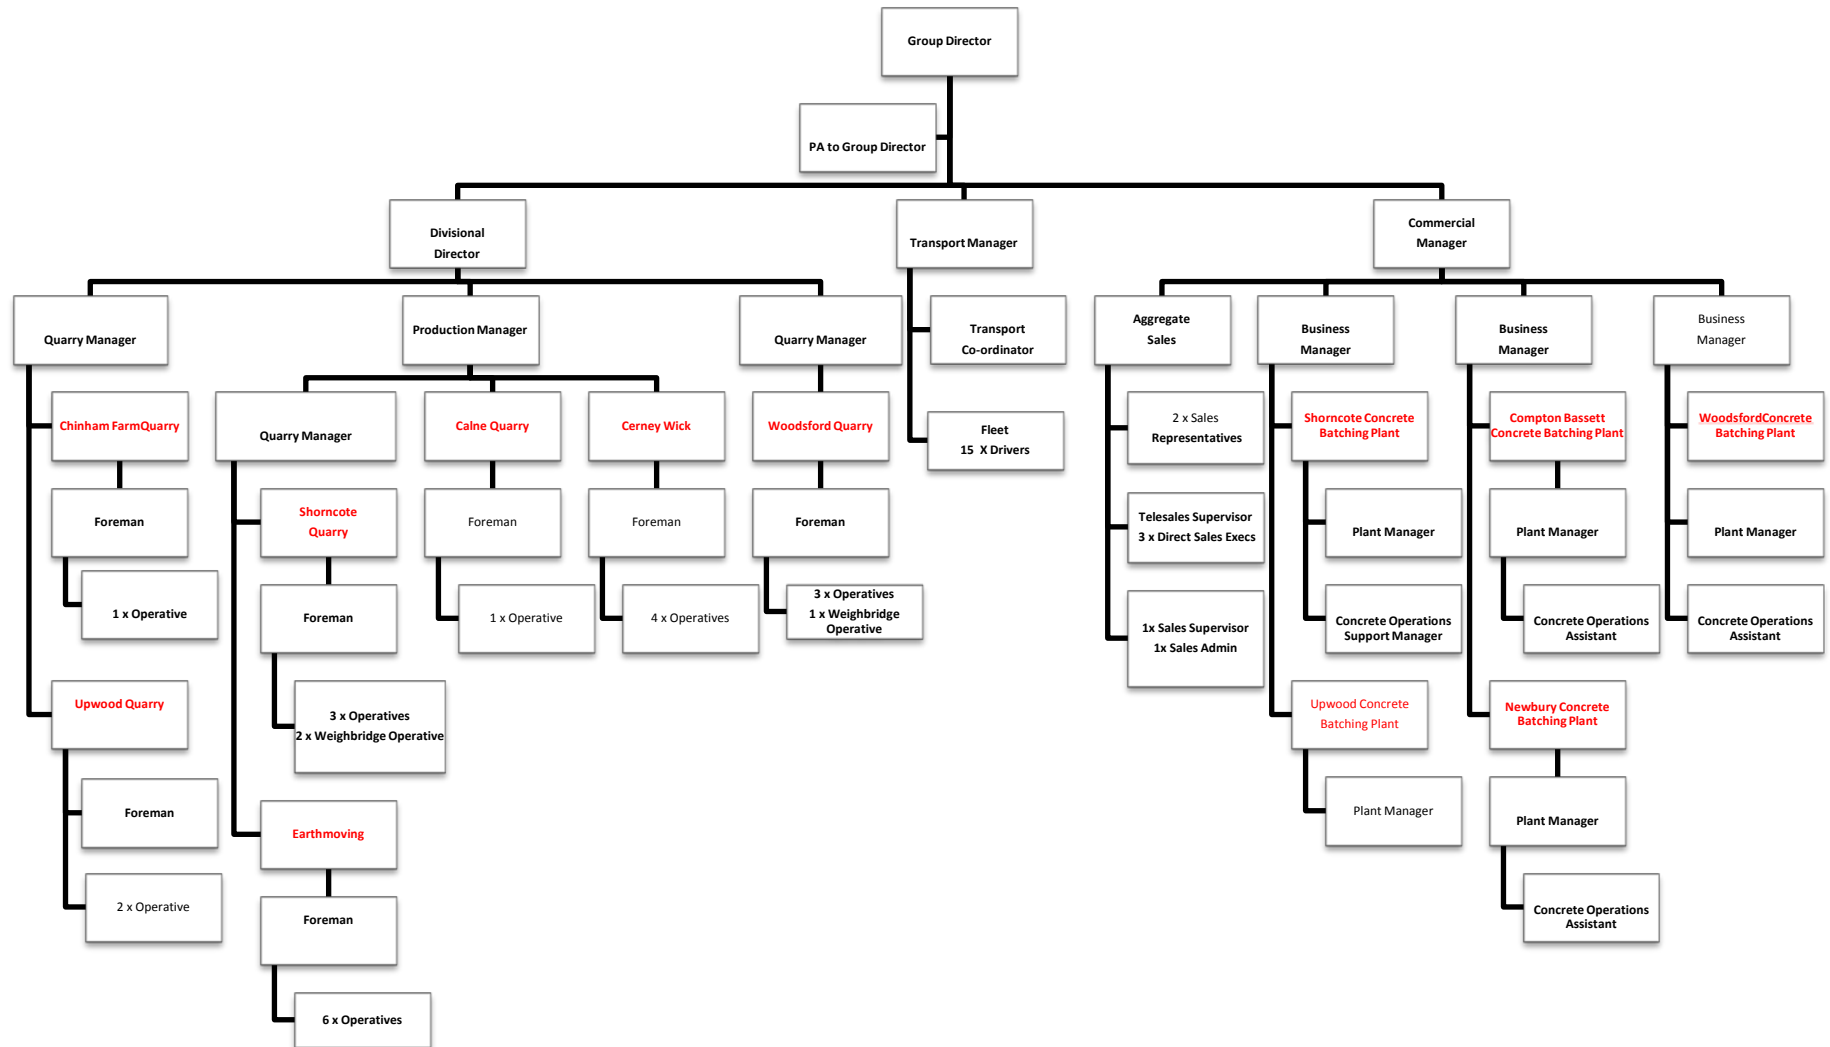 Group Director
PA to Group Director
Divisional
Director
Transport Manager
Commercial
Manager
Quarry Manager
Production Manager
Quarry Manager
Transport
Co-ordinator
Aggregate
Sales
Business
Manager
Business
Manager
Business
Manager
Chinham FarmQuarry
Quarry Manager
Calne Quarry
Cerney Wick
Woodsford Quarry
Fleet
15 X Drivers
2 x Sales
Representatives
Shorncote Concrete
Batching Plant
Compton Bassett
Concrete Batching Plant
WoodsfordConcrete
Batching Plant
Foreman
Shorncote
Quarry
Foreman
Foreman
Foreman
Telesales Supervisor
3 x Direct Sales Execs
Plant Manager
Plant Manager
Plant Manager
1 x Operative
Foreman
1 x Operative
4 x Operatives
3 x Operatives
1 x Weighbridge
Operative
1x Sales Supervisor
1x Sales Admin
Concrete Operations
Support Manager
Concrete Operations
Assistant
Concrete Operations
Assistant
Upwood Quarry
3 x Operatives
2 x Weighbridge Operative
Upwood Concrete
Batching Plant
Newbury Concrete
Batching Plant
Foreman
Earthmoving
Plant Manager
Plant Manager
2 x Operative
Foreman
Concrete Operations
Assistant
6 x Operatives